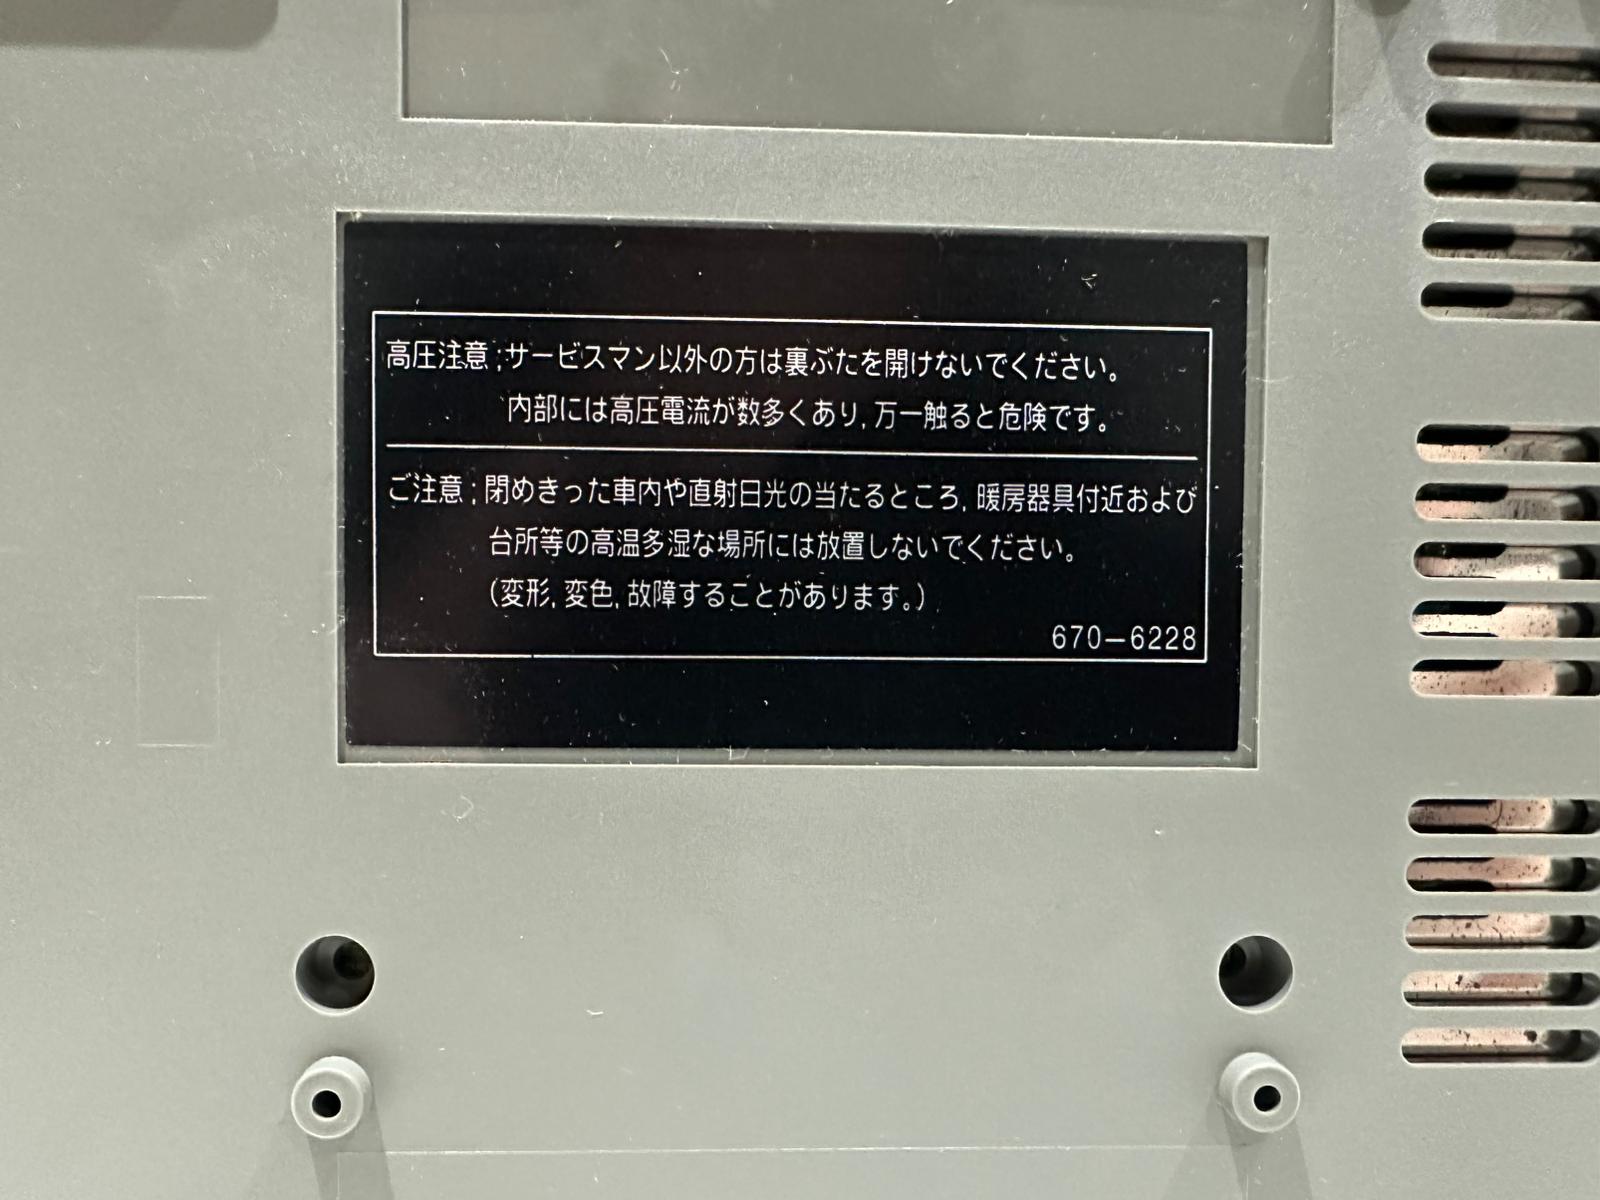 高圧注意;サービスマン以外の方は裏ぶたを開けないでください。
内部には高圧電流が数多くあり,万一触ると危険です。
ご注意;閉めきった車内や直射日光の当たるところ,暖房器具付近および
台所等の高温多湿な場所には放置しないでください。
(変形,変色,故障することがあります。)
670-6228